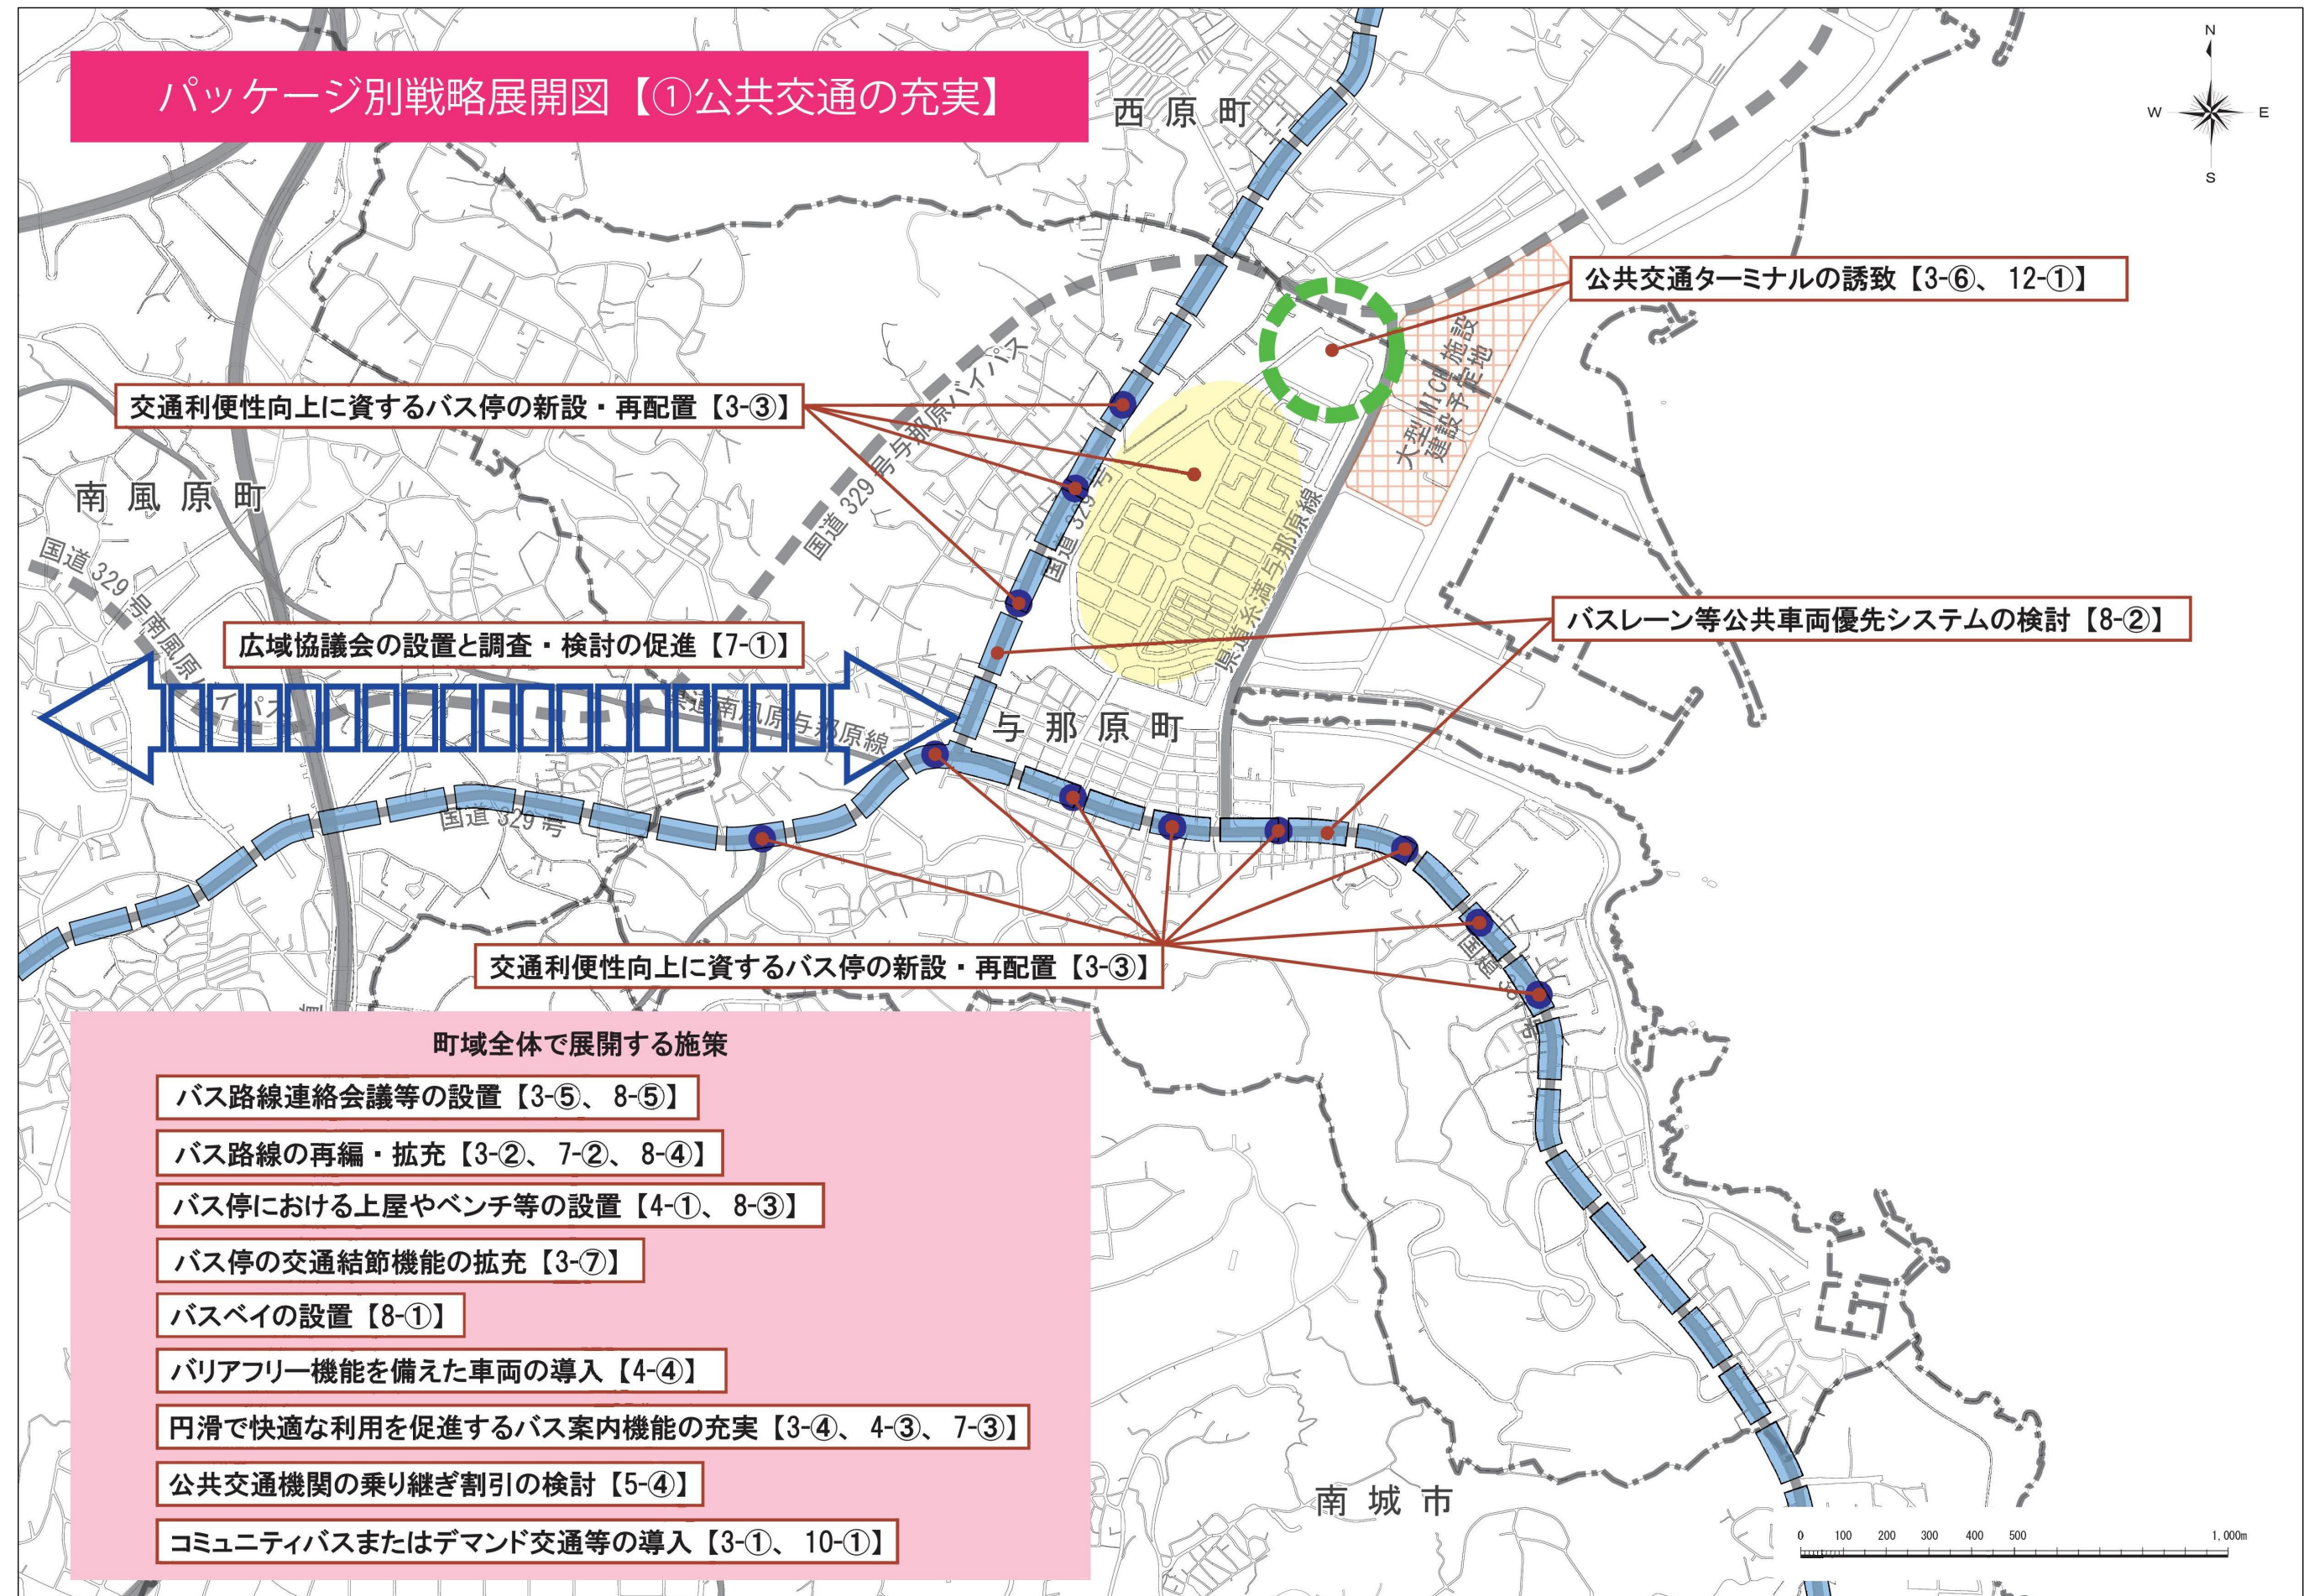 パッケージ別戦略展開図【①公共交通の充実】
西原町
N
W
E
S
公共交通ターミナルの誘致【3-⑥、12-①】
大型MICE施設
建設予定地
国道329号与那原バイパス
交通利便性向上に資するバス停の新設・再配置【3-③】
南風原町
国道329号
県道糸満与那原線
国道329号南風原バイパス
バスレーン等公共車両優先システムの検討【8-②】
広域協議会の設置と調査・検討の促進【7-①】
県道南風原与那原線
与那原町
国道329号
交通利便性向上に資するバス停の新設・再配置【3-③】
町域全体で展開する施策
バス路線連絡会議等の設置【3-⑤、8-⑤】
バス路線の再編・拡充【3-②、7-②、8-④】
バス停における上屋やベンチ等の設置【4-①、8-③】
バス停の交通結節機能の拡充【3-⑦】
バスベイの設置【8-①】
バリアフリー機能を備えた車両の導入【4-④】
円滑で快適な利用を促進するバス案内機能の充実【3-④、4-③、7-③】
公共交通機関の乗り継ぎ割引の検討【5-④】
コミュニティバスまたはデマンド交通等の導入【3-①、10-①】
南城市
0 100 200 300 400 500 1,000m